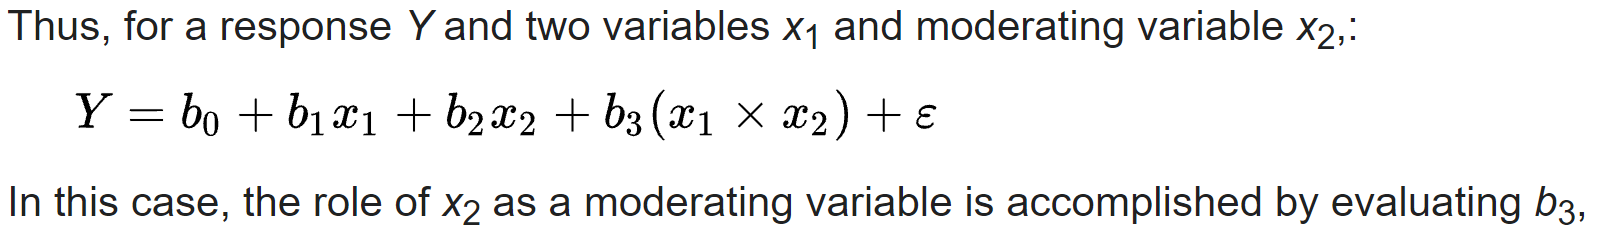 Thus, for a response Y and two variables x₁ and moderating variable x₂,:
Y = b₀ + b₁x₁ + b₂x₂ + b₃(x₁ × x₂) + ε
In this case, the role of x₂ as a moderating variable is accomplished by evaluating b₃,